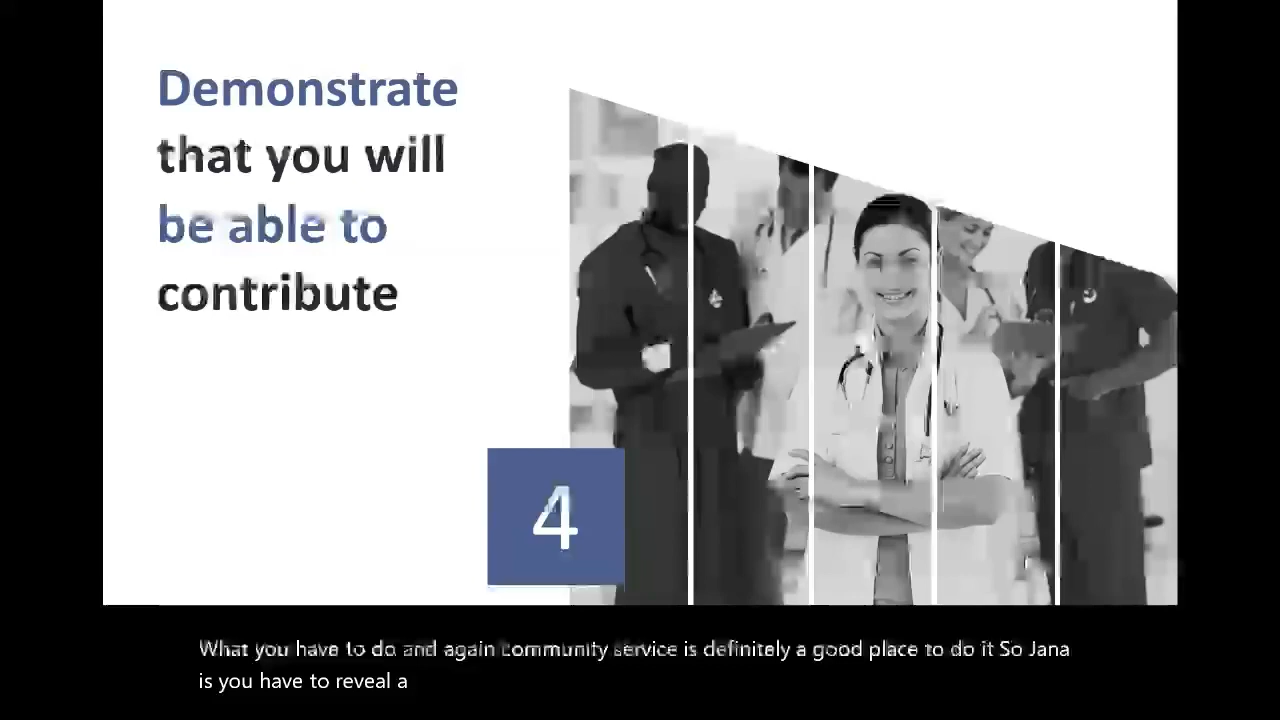 Demonstrate
that you will
be able to
contribute
4
What you have to do and again community service is definitely a good place to do it So Jana
is you have to reveal a